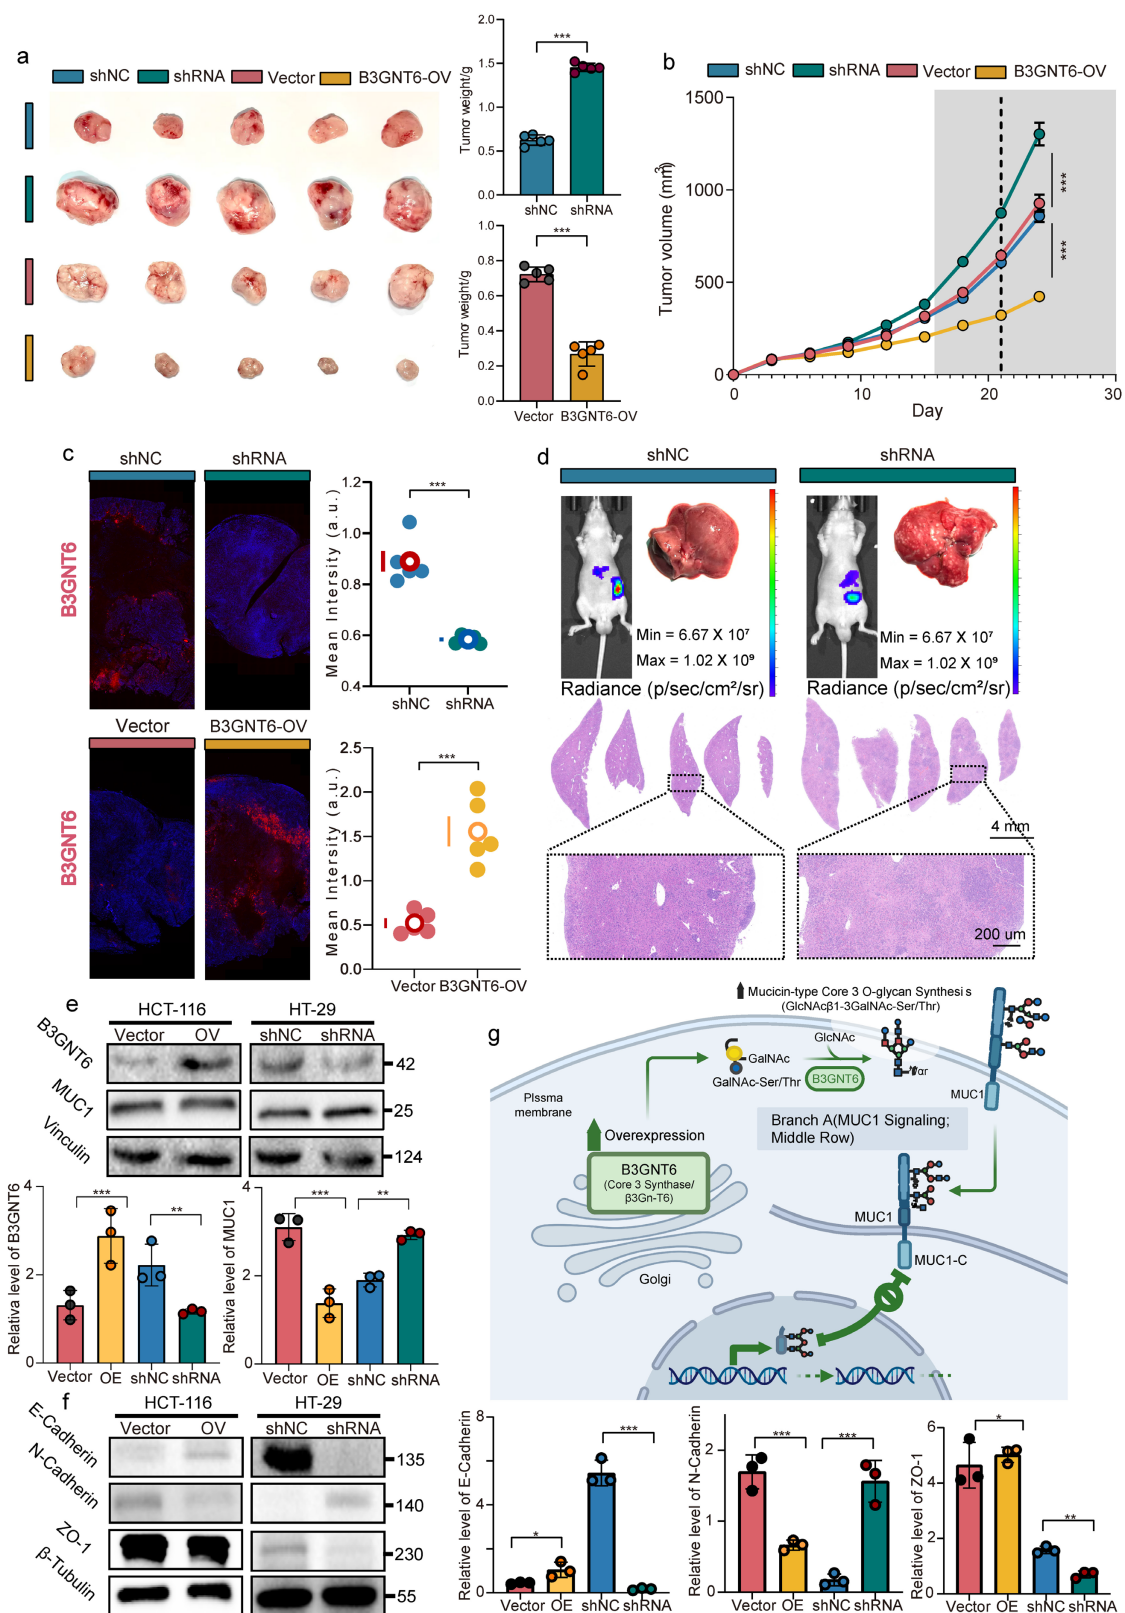 a
shNC shRNA Vector B3GNT6-OV
Tumor weight/g
2.0
1.5
1.0
0.5
0.0
***
shNC shRNA
Tumor weight/g
1.0
0.8
0.6
0.4
0.2
0.0
***
Vector B3GNT6-OV
b
shNC shRNA Vector B3GNT6-OV
Tumor volume (mm³)
1500
1000
500
0
0 10 20 30
Day
***
***
c
shNC shRNA
B3GNT6
Mean Intensity (a.u.)
1.2
1.0
0.8
0.6
0.4
***
shNC shRNA
Vector B3GNT6-OV
B3GNT6
Mean Intensity (a.u.)
2.5
2.0
1.5
1.0
0.5
0.0
***
Vector B3GNT6-OV
d
shNC shRNA
Min = 6.67 X 10⁷
Max = 1.02 X 10⁹
Radiance (p/sec/cm²/sr)
Min = 6.67 X 10⁷
Max = 1.02 X 10⁹
Radiance (p/sec/cm²/sr)
4 mm
200 um
e
HCT-116 HT-29
Vector OV shNC shRNA
B3GNT6 42
MUC1 25
Vinculin 124
Relativa level of B3GNT6
4
2
0
*** **
Vector OE shNC shRNA
Relativa level of MUC1
4
2
0
*** **
Vector OE shNC shRNA
f
HCT-116 HT-29
Vector OV shNC shRNA
E-Cadherin 135
N-Cadherin 140
ZO-1 230
β-Tubulin 55
Relative level of E-Cadherin
8
4
0
* ***
Vector OE shNC shRNA
Relative level of N-Cadherin
2
1
0
*** ***
Vector OE shNC shRNA
Relative level of ZO-1
6
4
2
0
* **
Vector OE shNC shRNA
g
Mucicin-type Core 3 O-glycan Synthesis
(GlcNAcβ1-3GalNAc-Ser/Thr)
GlcNAc
GalNAc
GalNAc-Ser/Thr
B3GNT6
MUC1
Plssma
membrane
Overexpression
B3GNT6
(Core 3 Synthase/
β3Gn-T6)
Golgi
Branch A(MUC1 Signaling;
Middle Row)
MUC1
MUC1-C